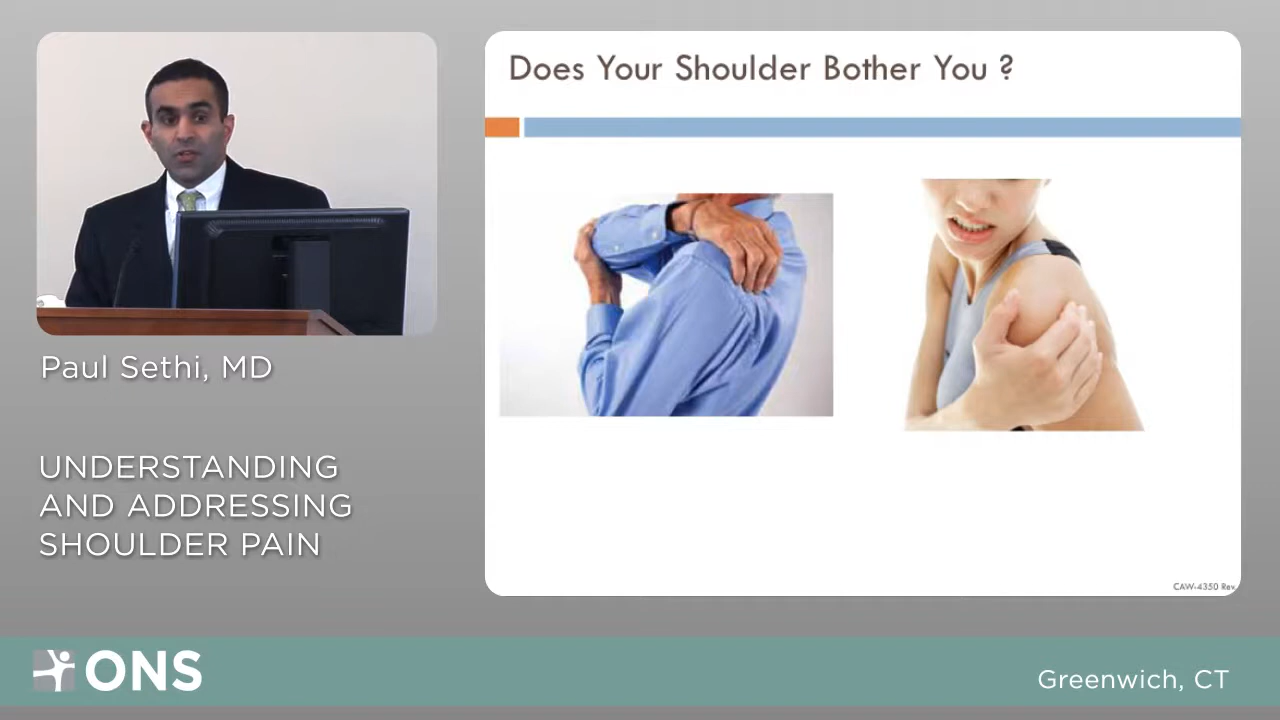 Does Your Shoulder Bother You ?
Paul Sethi, MD
UNDERSTANDING
AND ADDRESSING
SHOULDER PAIN
CAW-4350 Rev
ONS
Greenwich, CT